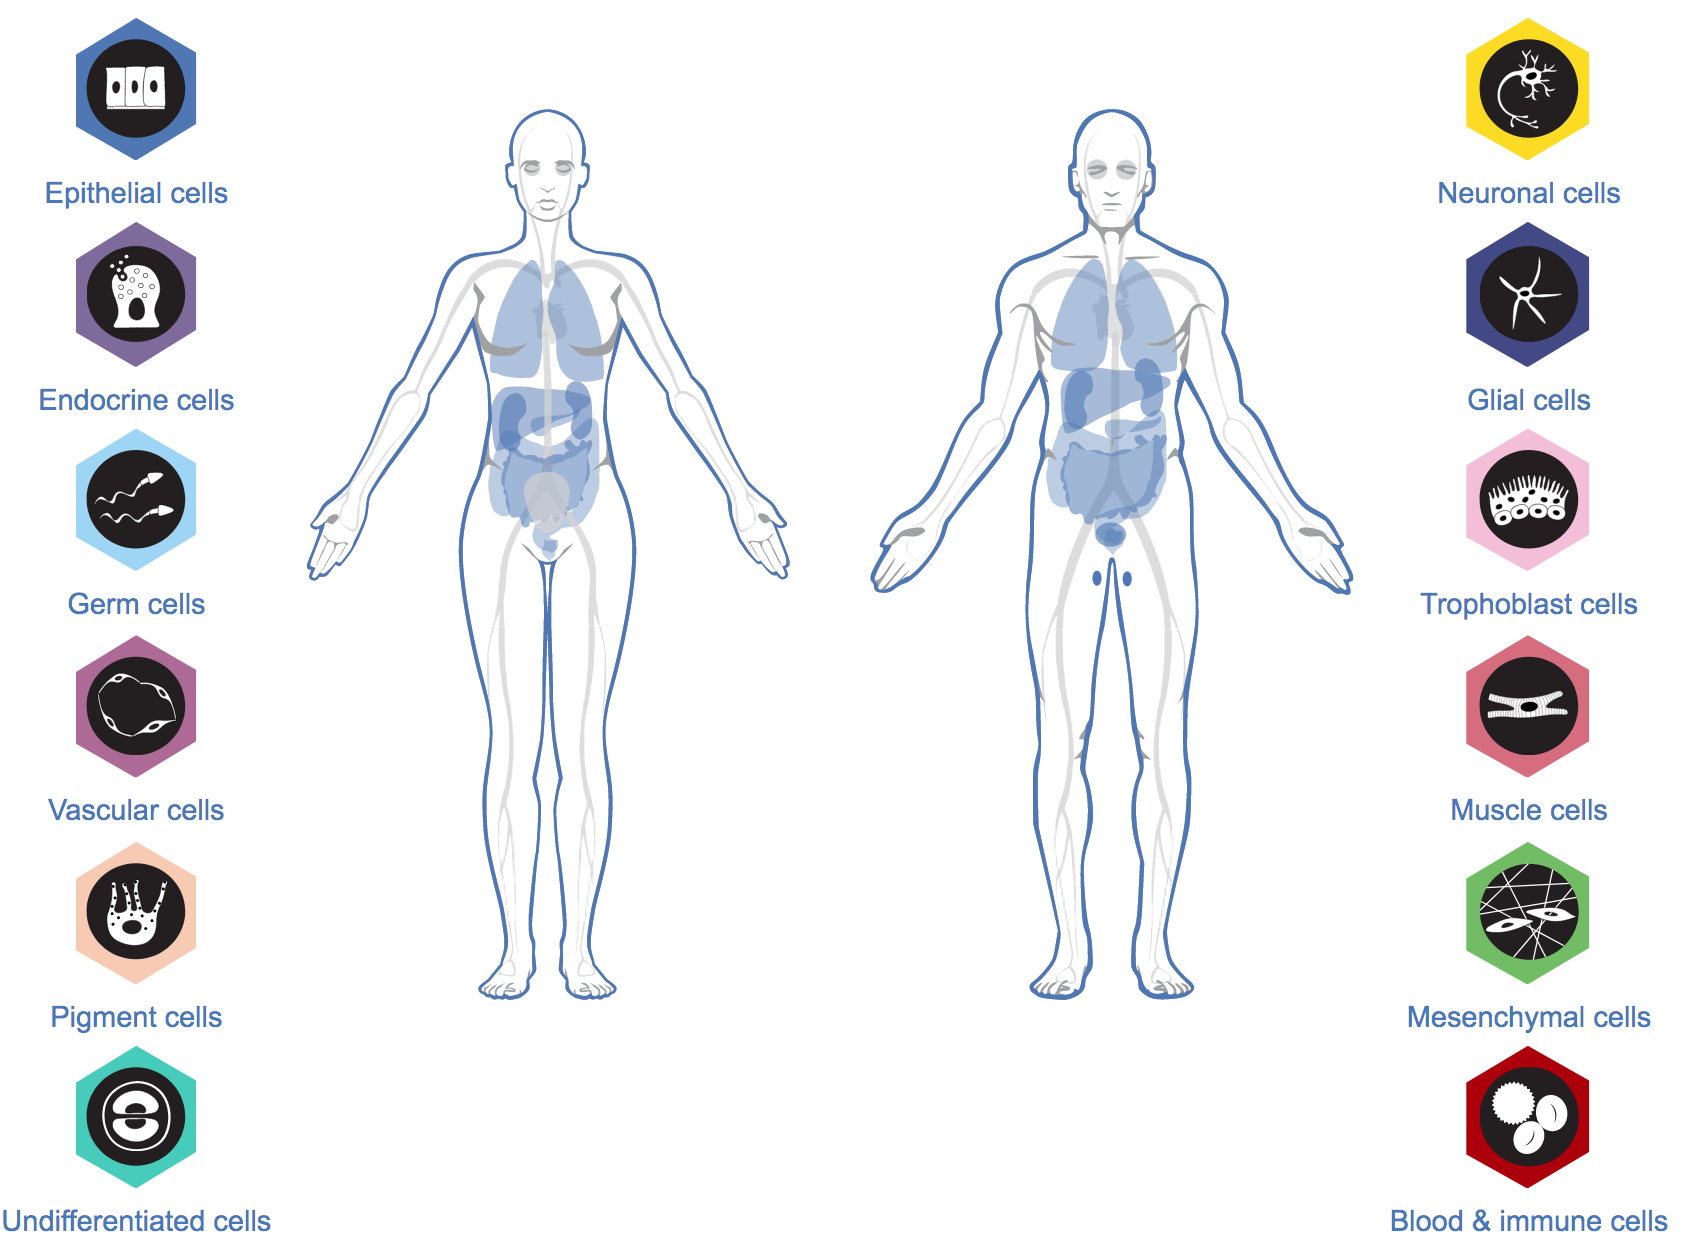 Epithelial cells
Neuronal cells
Endocrine cells
Glial cells
Germ cells
Trophoblast cells
Vascular cells
Muscle cells
Pigment cells
Mesenchymal cells
Undifferentiated cells
Blood & immune cells